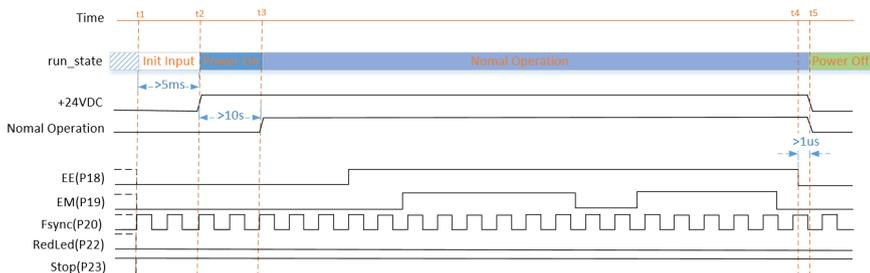 Time t1 t2 t3 t4 t5
run_state Init Input Power On Nomal Operation Power Off
>5ms
+24VDC
>10s
Nomal Operation
>1us
EE(P18)
EM(P19)
Fsync(P20)
RedLed(P22)
Stop(P23)